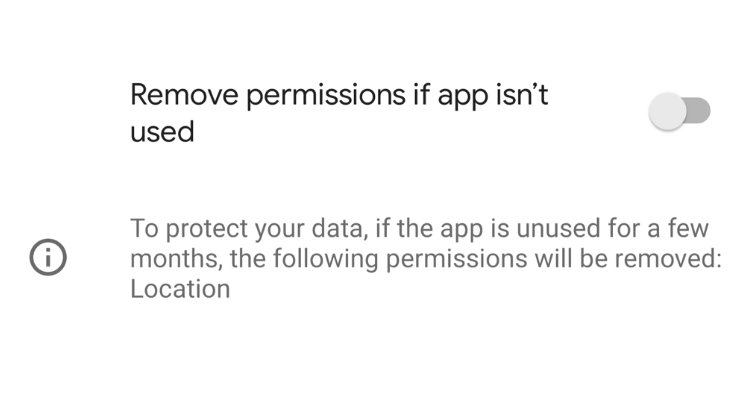 Remove permissions if app isn’t
used
To protect your data, if the app is unused for a few
months, the following permissions will be removed:
Location